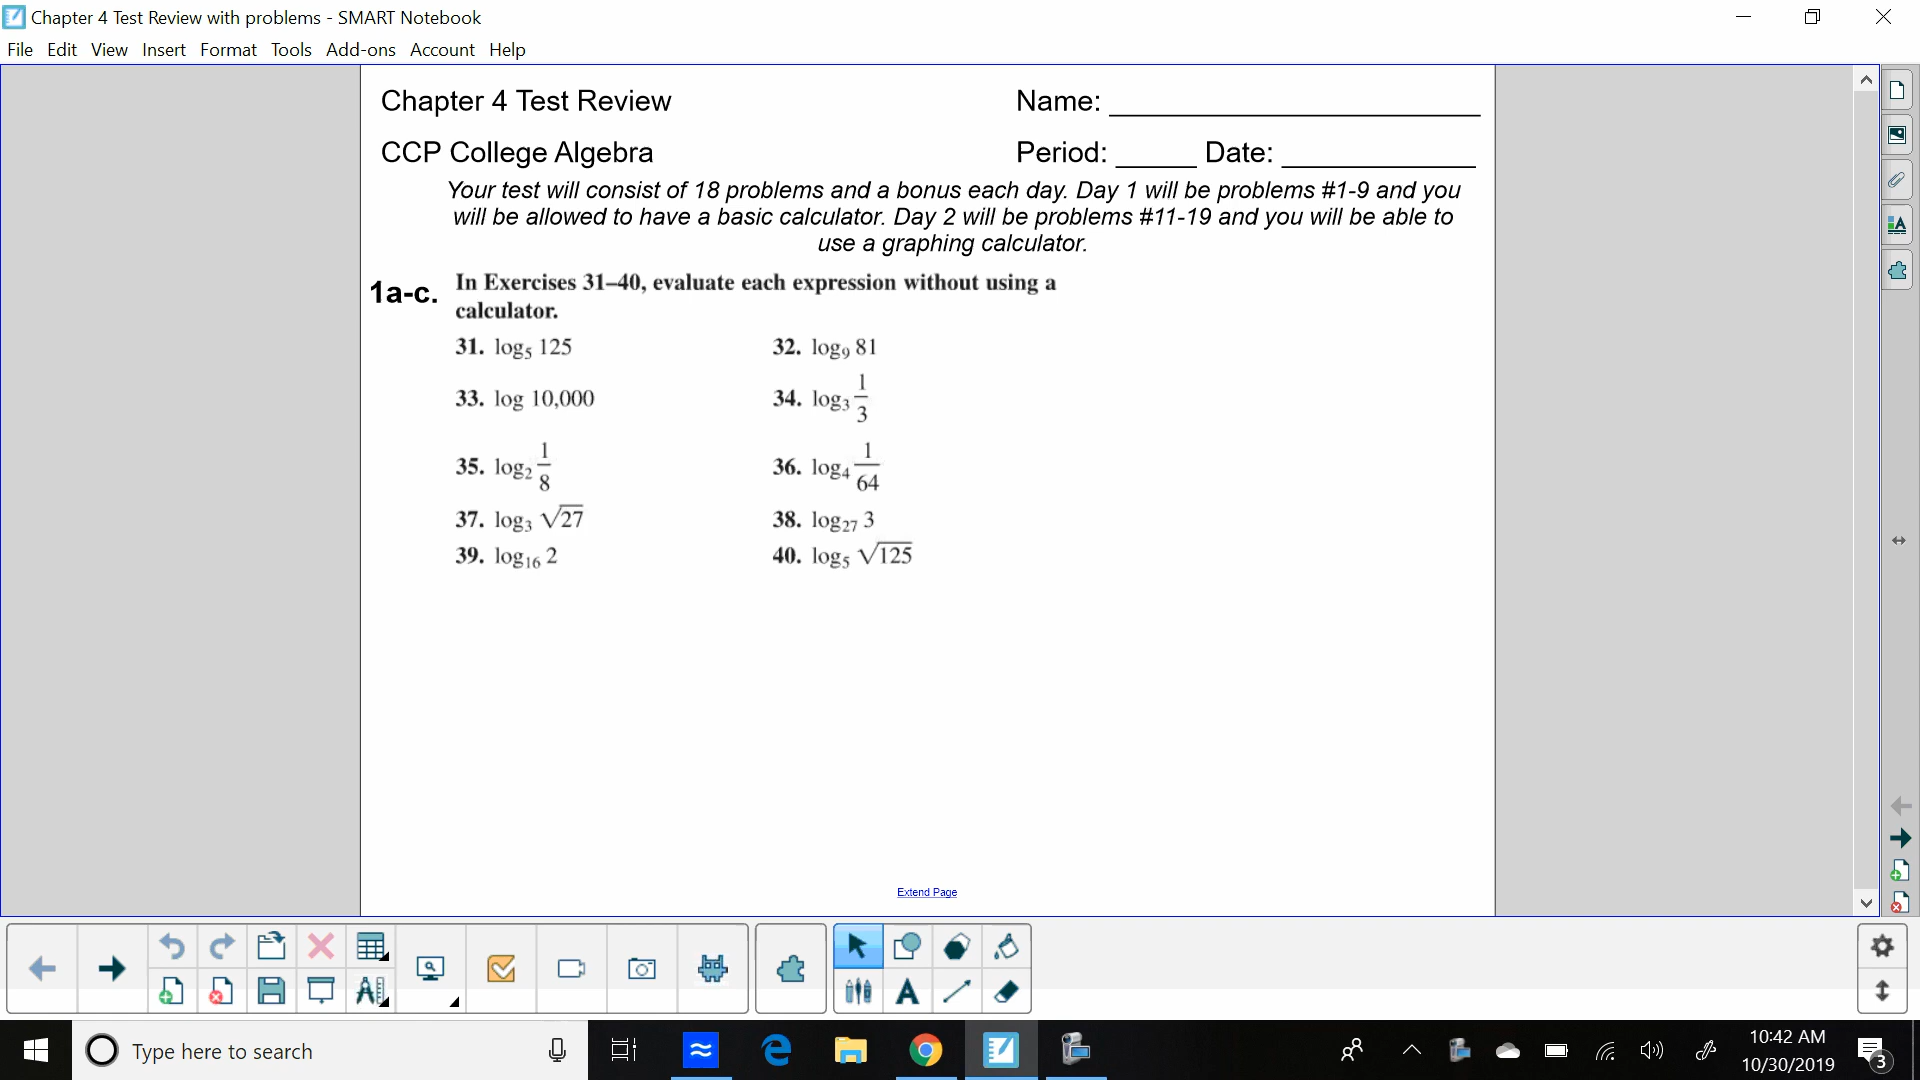 Chapter 4 Test Review with problems - SMART Notebook
File Edit View Insert Format Tools Add-ons Account Help
Chapter 4 Test Review Name: ____________________
CCP College Algebra Period: _____ Date: ____________
Your test will consist of 18 problems and a bonus each day. Day 1 will be problems #1-9 and you
will be allowed to have a basic calculator. Day 2 will be problems #11-19 and you will be able to
use a graphing calculator.
1a-c. In Exercises 31–40, evaluate each expression without using a
calculator.
31. log₅ 125 32. log₉ 81
33. log 10,000 34. log₃ 1/3
35. log₂ 1/8 36. log₄ 1/64
37. log₃ √27 38. log₂₇ 3
39. log₁₆ 2 40. log₅ √125
Extend Page
Type here to search
10:42 AM
10/30/2019
3